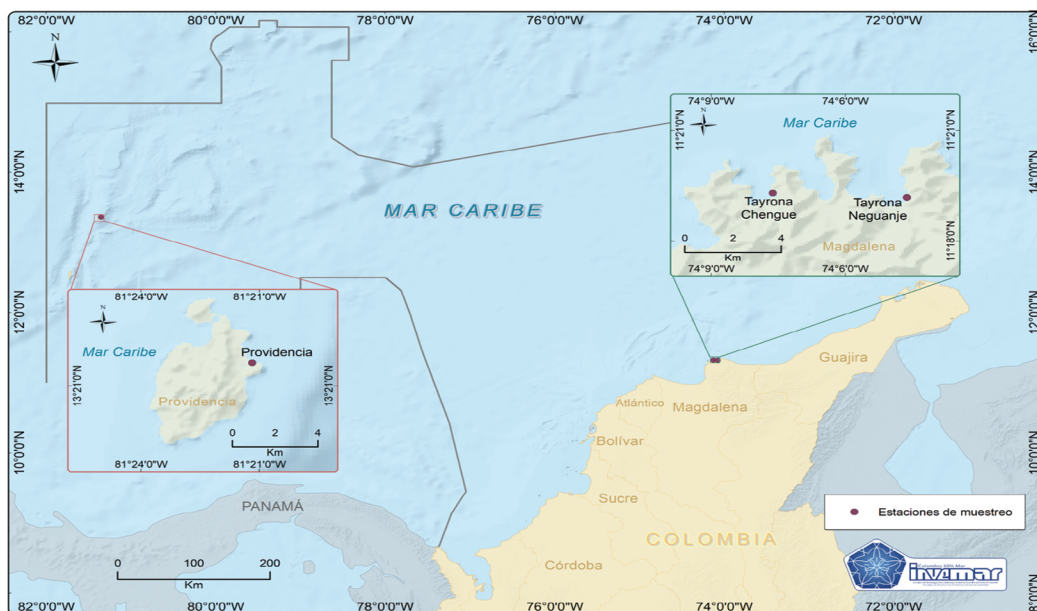 82°0'0"W
80°0'0"W
78°0'0"W
76°0'0"W
74°0'0"W
72°0'0"W
16°0'0"N
14°0'0"N
12°0'0"N
10°0'0"N
8°0'0"N
N
MAR CARIBE
74°9'0"W
74°6'0"W
N
Mar Caribe
11°21'0"N
11°21'0"N
Tayrona
Chengue
Tayrona
Neguanje
0 2 4
Km
Magdalena
11°18'0"N
74°9'0"W
74°6'0"W
14°0'0"N
12°0'0"N
10°0'0"N
81°24'0"W
81°21'0"W
N
Mar Caribe
Providencia
13°21'0"N
13°21'0"N
Providencia
0 2 4
Km
81°24'0"W
81°21'0"W
Guajira
Atlántico
Magdalena
Bolívar
Sucre
Córdoba
COLOMBIA
PANAMÁ
0 100 200
Km
Estaciones de muestreo
Colombia 50% Mar
invemar
82°0'0"W
80°0'0"W
78°0'0"W
76°0'0"W
74°0'0"W
72°0'0"W